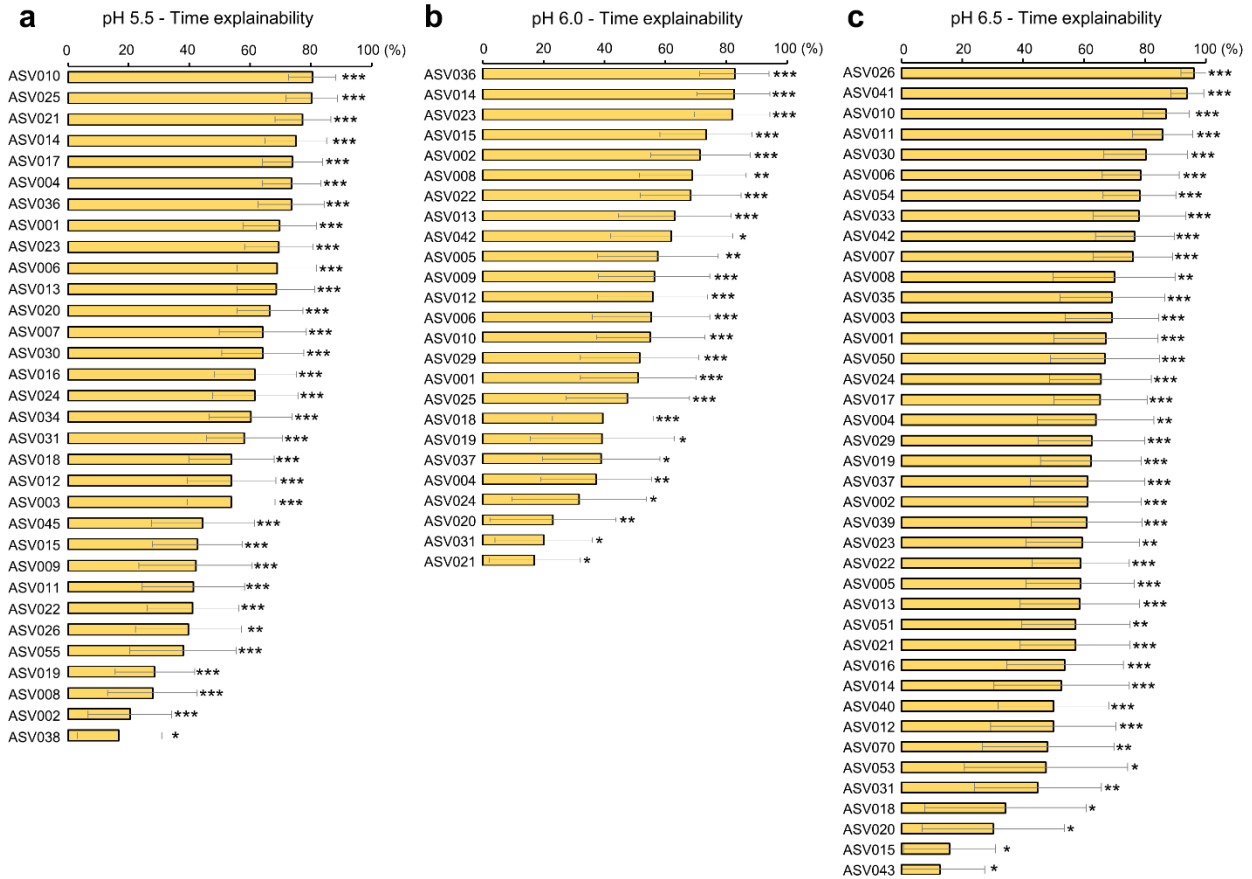 a pH 5.5 - Time explainability
0 20 40 60 80 100 (%)
ASV010 ***
ASV025 ***
ASV021 ***
ASV014 ***
ASV017 ***
ASV004 ***
ASV036 ***
ASV001 ***
ASV023 ***
ASV006 ***
ASV013 ***
ASV020 ***
ASV007 ***
ASV030 ***
ASV016 ***
ASV024 ***
ASV034 ***
ASV031 ***
ASV018 ***
ASV012 ***
ASV003 ***
ASV045 ***
ASV015 ***
ASV009 ***
ASV011 ***
ASV022 ***
ASV026 **
ASV055 ***
ASV019 ***
ASV008 ***
ASV002 ***
ASV038 *
b pH 6.0 - Time explainability
0 20 40 60 80 100 (%)
ASV036 ***
ASV014 ***
ASV023 ***
ASV015 ***
ASV002 ***
ASV008 **
ASV022 ***
ASV013 ***
ASV042 *
ASV005 **
ASV009 ***
ASV012 ***
ASV006 ***
ASV010 ***
ASV029 ***
ASV001 ***
ASV025 ***
ASV018 ***
ASV019 *
ASV037 *
ASV004 **
ASV024 *
ASV020 **
ASV031 *
ASV021 *
c pH 6.5 - Time explainability
0 20 40 60 80 100 (%)
ASV026 ***
ASV041 ***
ASV010 ***
ASV011 ***
ASV030 ***
ASV006 ***
ASV054 ***
ASV033 ***
ASV042 ***
ASV007 ***
ASV008 **
ASV035 ***
ASV003 ***
ASV001 ***
ASV050 ***
ASV024 ***
ASV017 ***
ASV004 **
ASV029 ***
ASV019 ***
ASV037 ***
ASV002 ***
ASV039 ***
ASV023 **
ASV022 ***
ASV005 ***
ASV013 ***
ASV051 **
ASV021 ***
ASV016 ***
ASV014 ***
ASV040 ***
ASV012 ***
ASV070 **
ASV053 *
ASV031 **
ASV018 *
ASV020 *
ASV015 *
ASV043 *